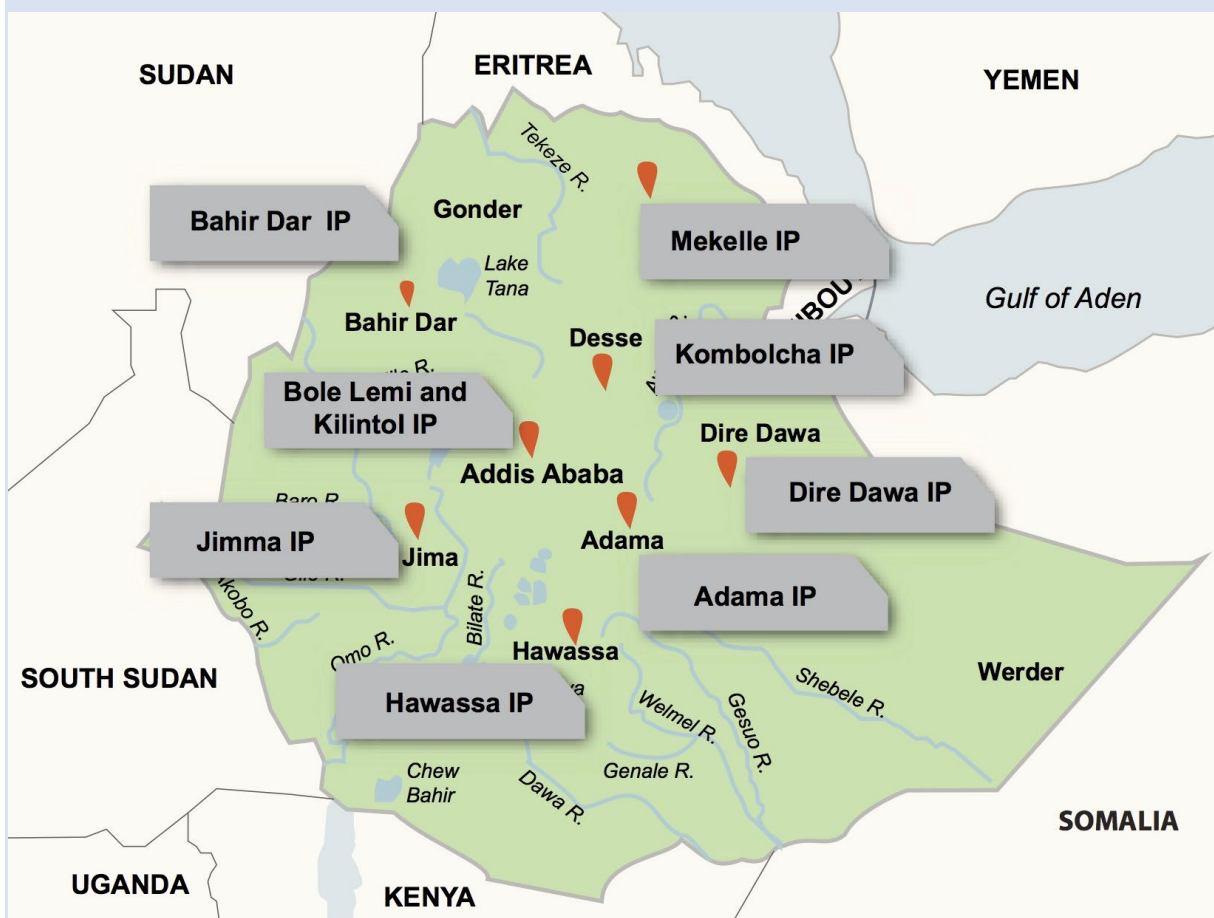 SUDAN
ERITREA
YEMEN
Tekeze R.
Bahir Dar IP
Gonder
Mekelle IP
Lake
Tana
Gulf of Aden
Bahir Dar
Desse
Kombolcha IP
Bole Lemi and
Kilintol IP
Dire Dawa
Addis Ababa
Dire Dawa IP
Baro R.
Jimma IP
Jima
Adama
Adama IP
Akobo R.
Bilate R.
Omo R.
Hawassa
SOUTH SUDAN
Werder
Hawassa IP
Welmel R.
Gesuo R.
Shebele R.
Chew
Bahir
Genale R.
Dawa R.
SOMALIA
UGANDA
KENYA